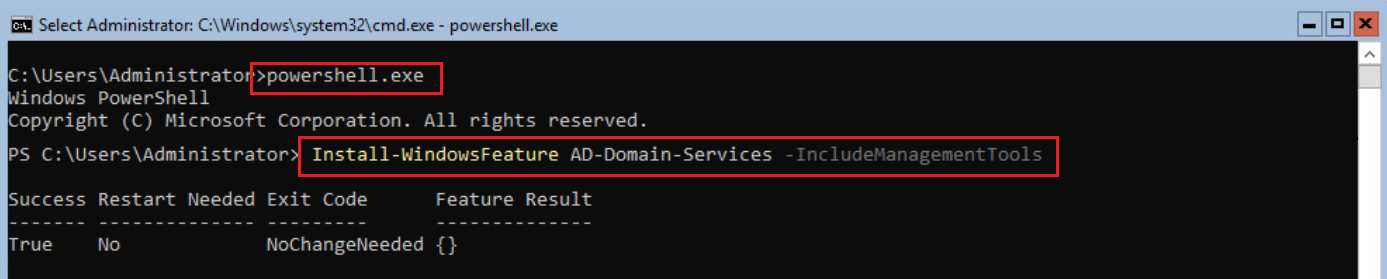 Select Administrator: C:\Windows\system32\cmd.exe - powershell.exe
C:\Users\Administrator>powershell.exe
Windows PowerShell
Copyright (C) Microsoft Corporation. All rights reserved.
PS C:\Users\Administrator> Install-WindowsFeature AD-Domain-Services -IncludeManagementTools
Success Restart Needed Exit Code      Feature Result
------- -------------- ---------      --------------
True    No             NoChangeNeeded {}